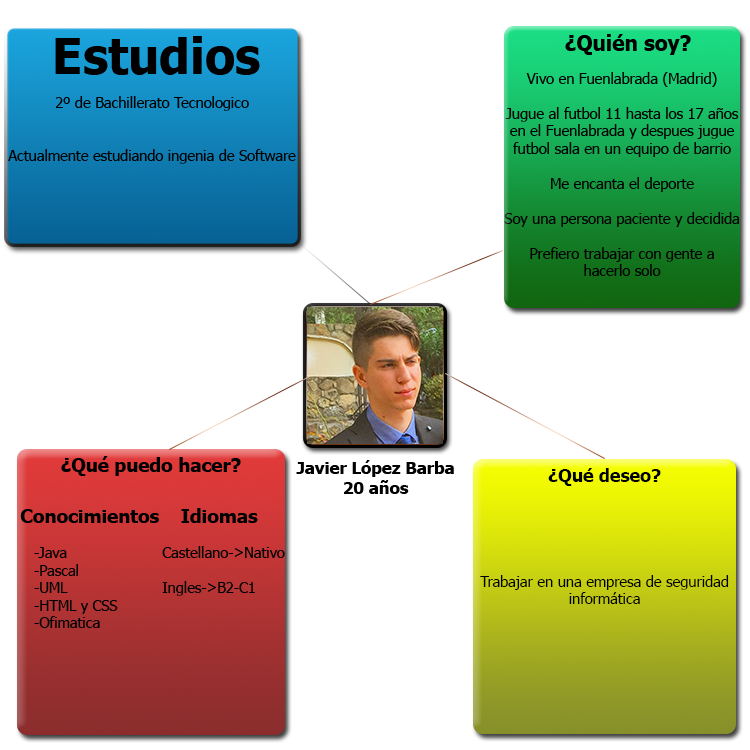 Estudios
2º de Bachillerato Tecnologico
Actualmente estudiando ingenia de Software
¿Quién soy?
Vivo en Fuenlabrada (Madrid)
Jugue al futbol 11 hasta los 17 años
en el Fuenlabrada y despues jugue
futbol sala en un equipo de barrio
Me encanta el deporte
Soy una persona paciente y decidida
Prefiero trabajar con gente a
hacerlo solo
Javier López Barba
20 años
¿Qué puedo hacer?
Conocimientos
-Java
-Pascal
-UML
-HTML y CSS
-Ofimatica
Idiomas
Castellano->Nativo
Ingles->B2-C1
¿Qué deseo?
Trabajar en una empresa de seguridad
informática